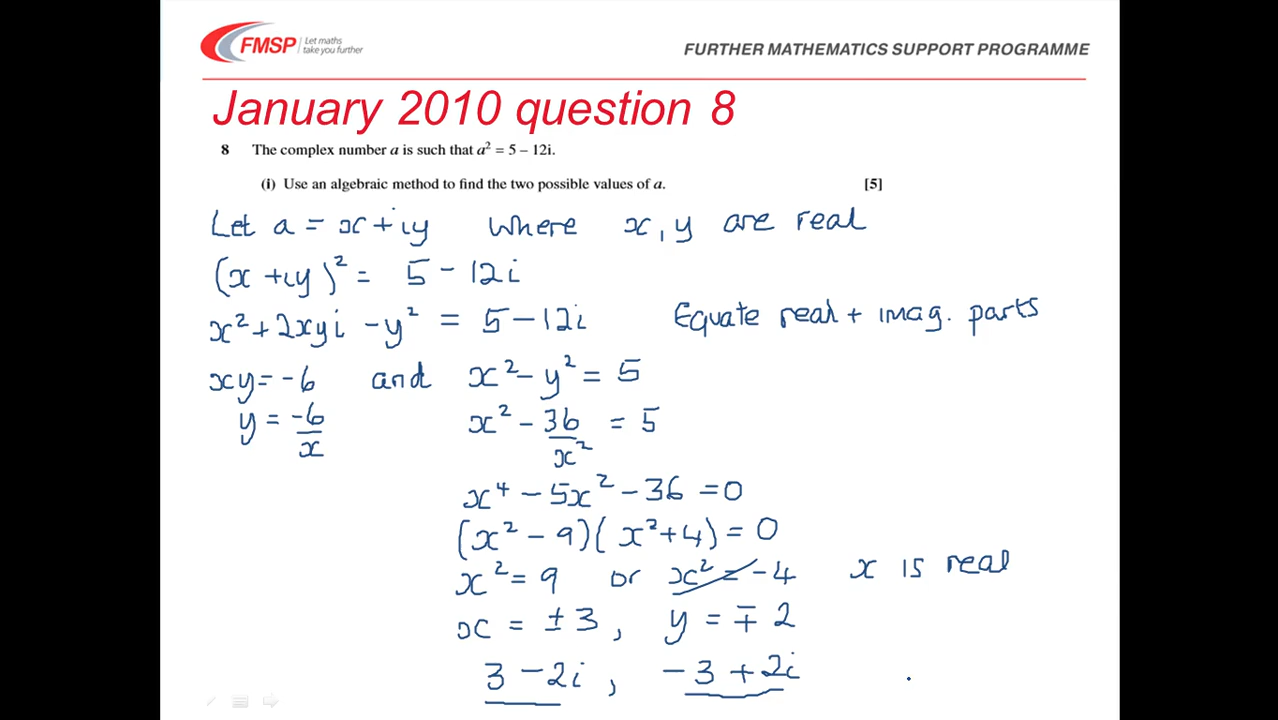 FMSP Let maths take you further
FURTHER MATHEMATICS SUPPORT PROGRAMME
January 2010 question 8
8 The complex number a is such that a² = 5 – 12i.
(i) Use an algebraic method to find the two possible values of a. [5]
Let a = x + iy where x, y are real
(x + iy)² = 5 - 12i
x² + 2xyi - y² = 5 - 12i Equate real + imag. parts
xy = -6 and x² - y² = 5
y = -6/x x² - 36/x² = 5
x⁴ - 5x² - 36 = 0
(x² - 9)(x² + 4) = 0
x² = 9 or x² = -4 x is real
x = ±3, y = ∓2
3 - 2i, -3 + 2i